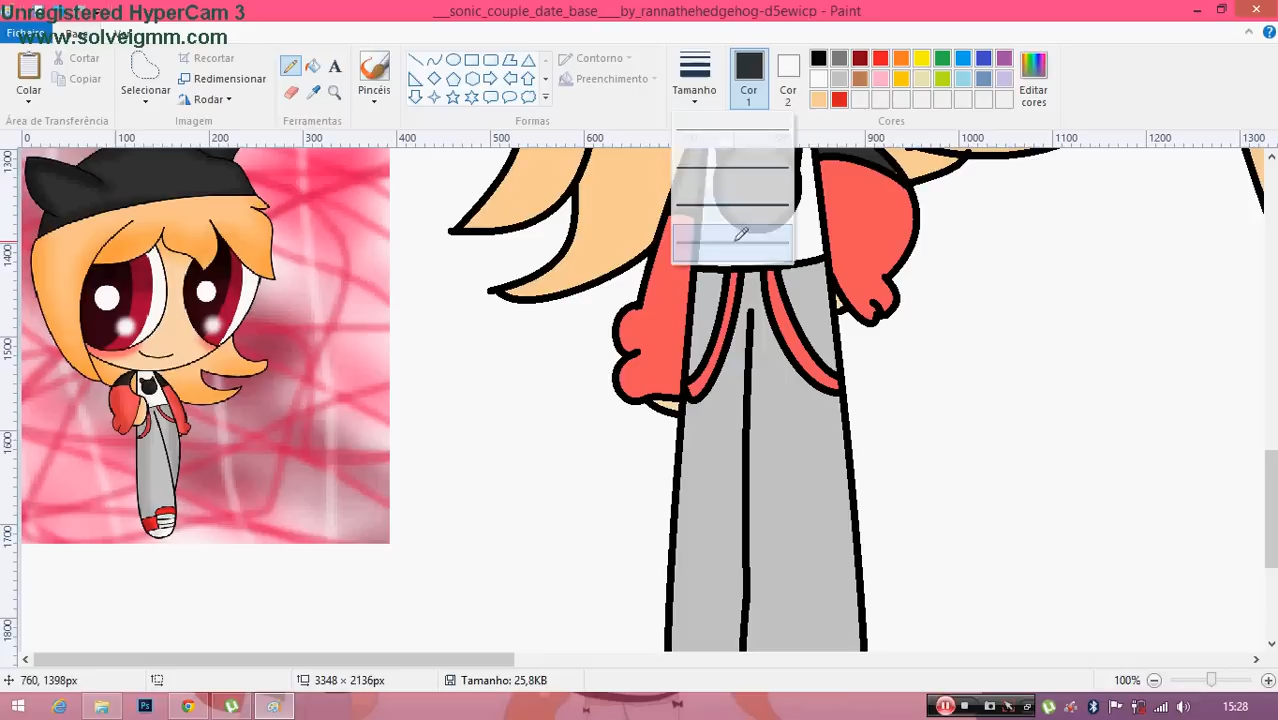 Unregistered HyperCam 3
___sonic_couple_date_base____by_rannathehedgehog-d5ewicp - Paint
www.solveigmm.com
Ficheiro
Colar
Cortar
Copiar
Selecionar
Recortar
Redimensionar
Rodar
Pincéis
Contorno
Preenchimento
Tamanho
Cor 1
Cor 2
Editar cores
Área de Transferência
Imagem
Ferramentas
Formas
Cores
0 100 200 300 400 500 600 900 1000 1100 1200 1300
1300
1400
1500
1600
1700
1800
760, 1398px
3348 × 2136px
Tamanho: 25,8KB
100%
15:28